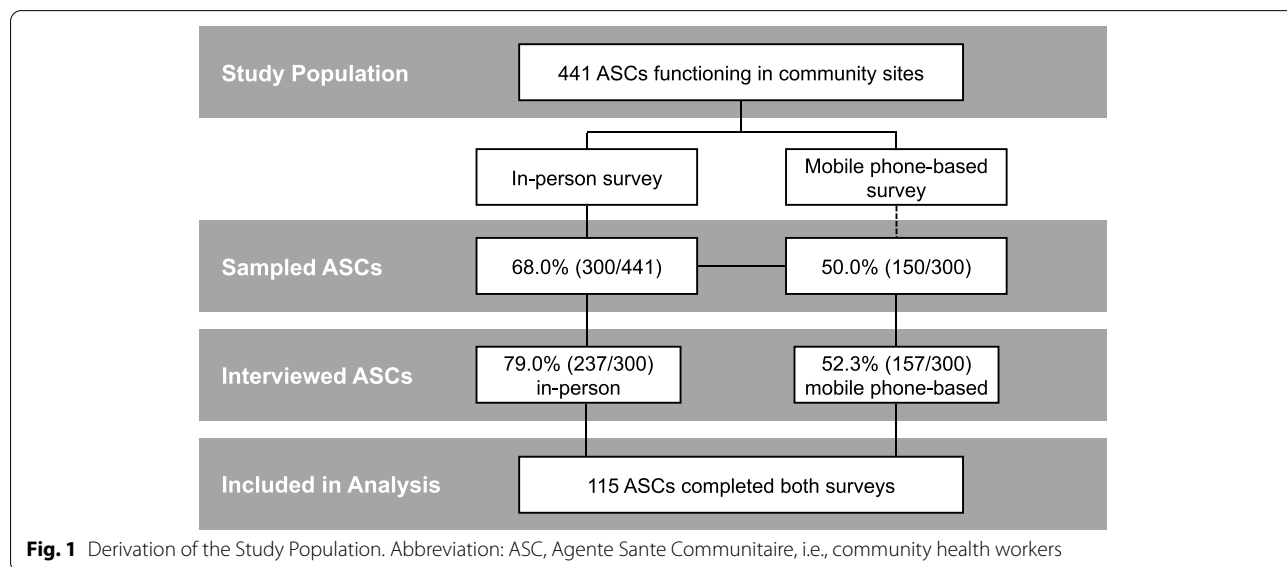 Study Population
441 ASCs functioning in community sites
In-person survey
Mobile phone-based
survey
Sampled ASCs
68.0% (300/441)
50.0% (150/300)
Interviewed ASCs
79.0% (237/300)
in-person
52.3% (157/300)
mobile phone-based
Included in Analysis
115 ASCs completed both surveys
Fig. 1 Derivation of the Study Population. Abbreviation: ASC, Agente Sante Communitaire, i.e., community health workers